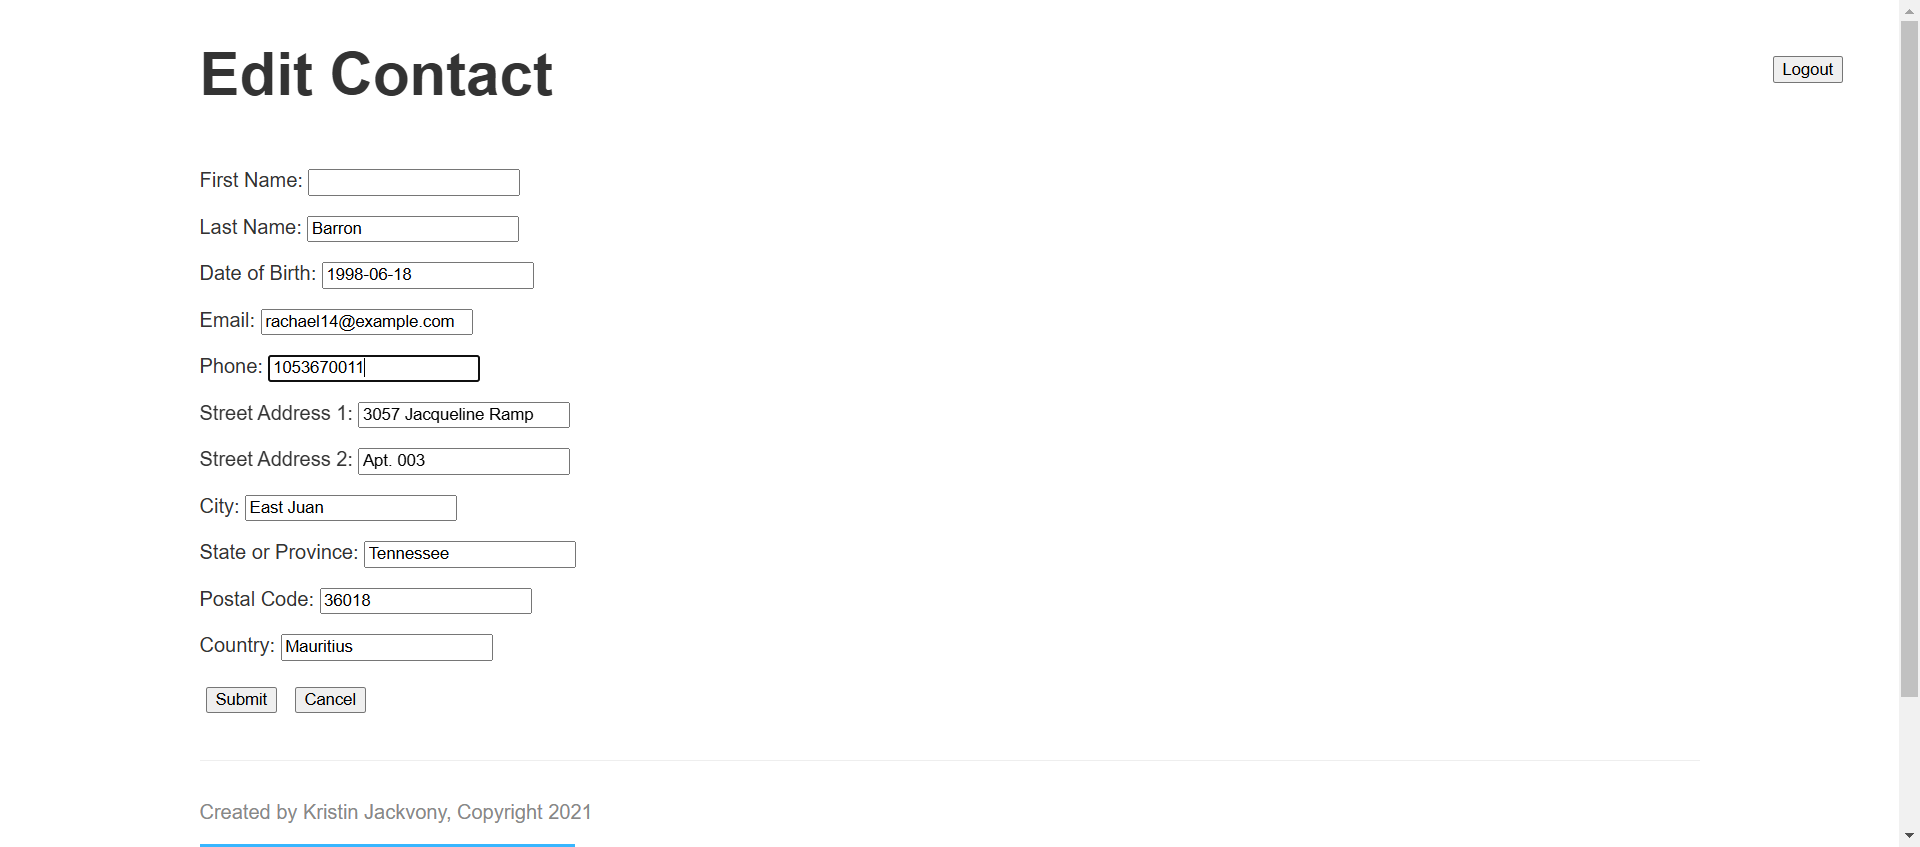 Edit Contact
Logout
First Name:
Last Name: Barron
Date of Birth: 1998-06-18
Email: rachael14@example.com
Phone: 1053670011
Street Address 1: 3057 Jacqueline Ramp
Street Address 2: Apt. 003
City: East Juan
State or Province: Tennessee
Postal Code: 36018
Country: Mauritius
Submit Cancel
Created by Kristin Jackvony, Copyright 2021